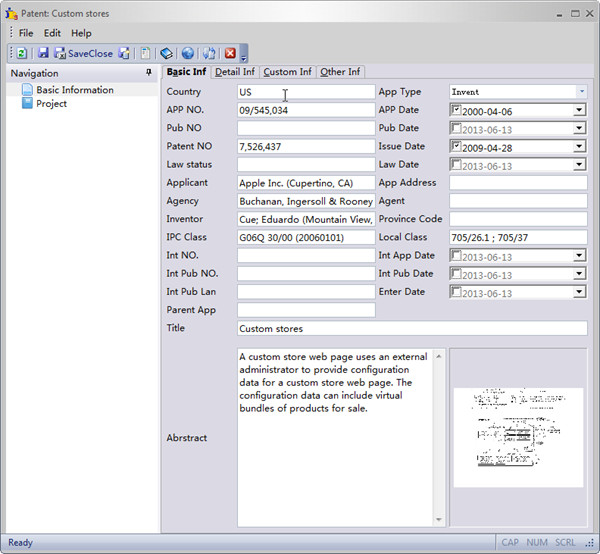 Patent: Custom stores
File Edit Help
SaveClose
Navigation
Basic Information
Project
Basic Inf Detail Inf Custom Inf Other Inf
Country US App Type Invent
APP NO. 09/545,034 APP Date 2000-04-06
Pub NO Pub Date 2013-06-13
Patent NO 7,526,437 Issue Date 2009-04-28
Law status Law Date 2013-06-13
Applicant Apple Inc. (Cupertino, CA) App Address
Agency Buchanan, Ingersoll & Rooney Agent
Inventor Cue; Eduardo (Mountain View, Province Code
IPC Class G06Q 30/00 (20060101) Local Class 705/26.1 ; 705/37
Int NO. Int App Date 2013-06-13
Int Pub NO. Int Pub Date 2013-06-13
Int Pub Lan Enter Date 2013-06-13
Parent App
Title Custom stores
A custom store web page uses an external
administrator to provide configuration
data for a custom store web page. The
configuration data can include virtual
bundles of products for sale.
Abrstract
Ready CAP NUM SCRL